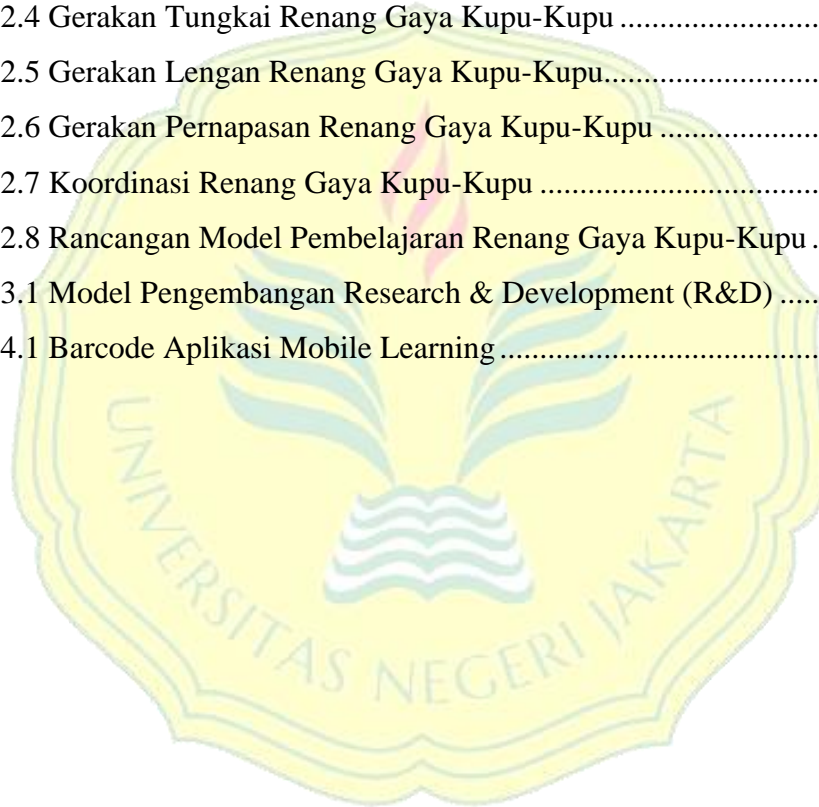 2.4 Gerakan Tungkai Renang Gaya Kupu-Kupu .........................
2.5 Gerakan Lengan Renang Gaya Kupu-Kupu...........................
2.6 Gerakan Pernapasan Renang Gaya Kupu-Kupu ....................
2.7 Koordinasi Renang Gaya Kupu-Kupu ...................................
2.8 Rancangan Model Pembelajaran Renang Gaya Kupu-Kupu .
3.1 Model Pengembangan Research & Development (R&D) .....
4.1 Barcode Aplikasi Mobile Learning ........................................
UNIVERSITAS NEGERI JAKARTA